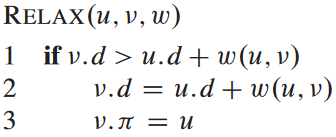 RELAX(u, v, w)
1 if v.d > u.d + w(u, v)
2 v.d = u.d + w(u, v)
3 v.π = u